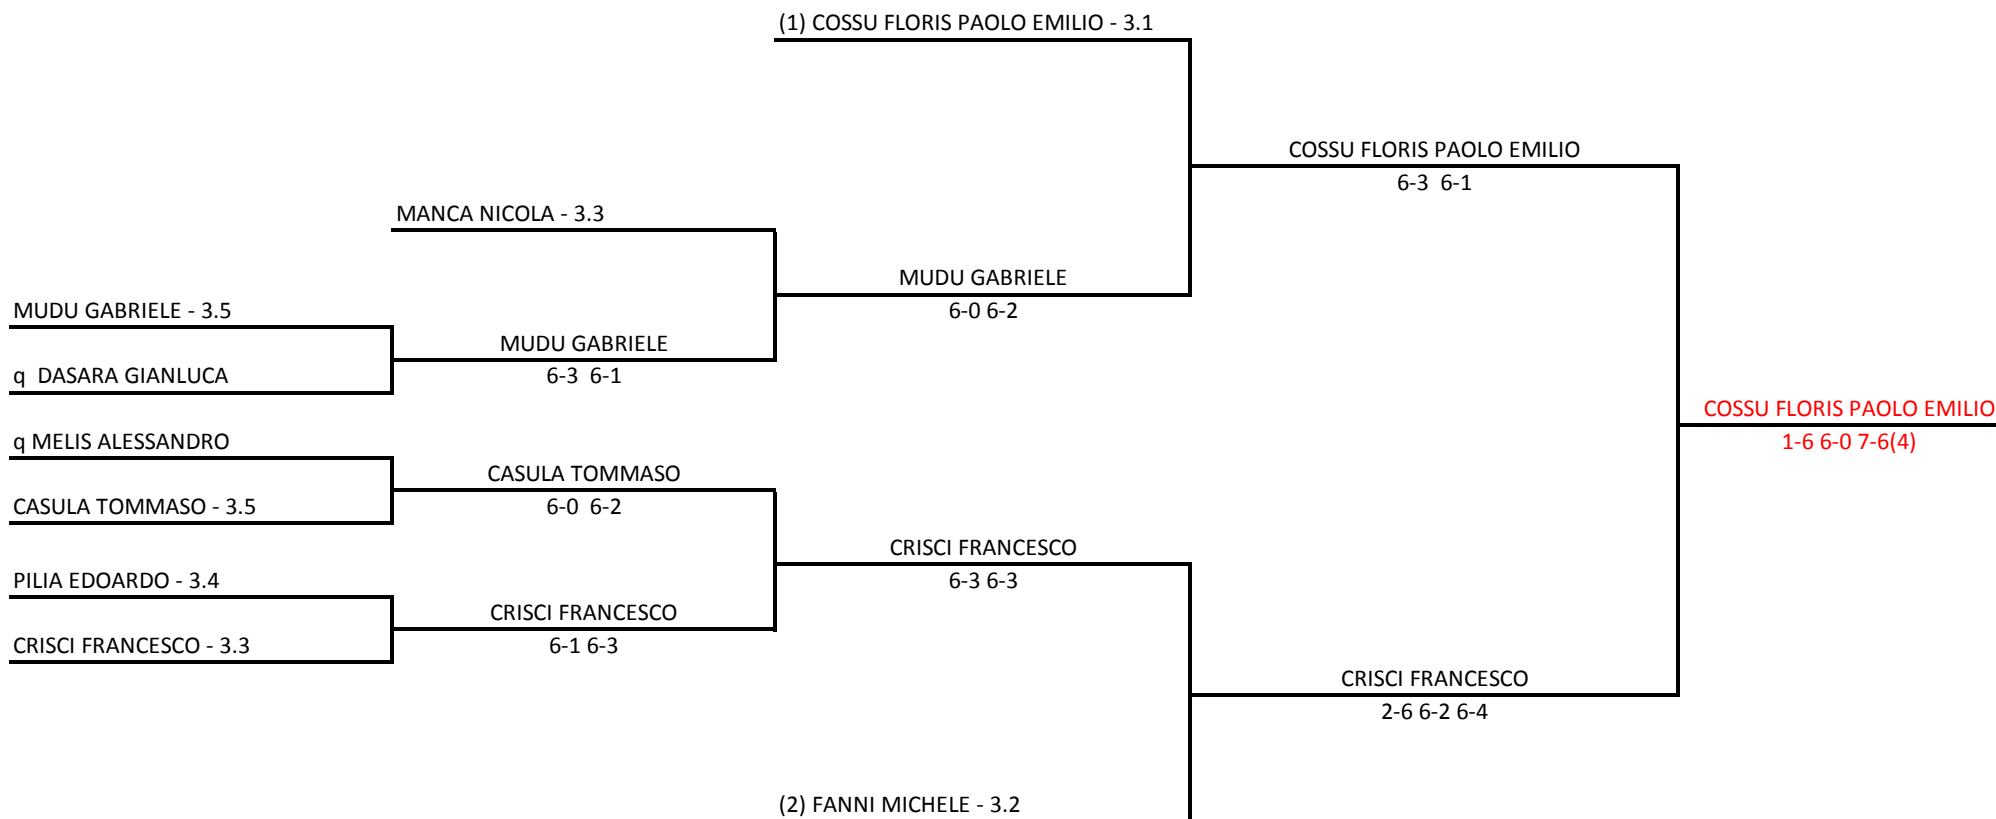 (1) COSSU FLORIS PAOLO EMILIO - 3.1
COSSU FLORIS PAOLO EMILIO
6-3 6-1
MANCA NICOLA - 3.3
MUDU GABRIELE
6-0 6-2
MUDU GABRIELE - 3.5
MUDU GABRIELE
6-3 6-1
q DASARA GIANLUCA
COSSU FLORIS PAOLO EMILIO
1-6 6-0 7-6(4)
q MELIS ALESSANDRO
CASULA TOMMASO
6-0 6-2
CASULA TOMMASO - 3.5
CRISCI FRANCESCO
6-3 6-3
PILIA EDOARDO - 3.4
CRISCI FRANCESCO
6-1 6-3
CRISCI FRANCESCO - 3.3
CRISCI FRANCESCO
2-6 6-2 6-4
(2) FANNI MICHELE - 3.2